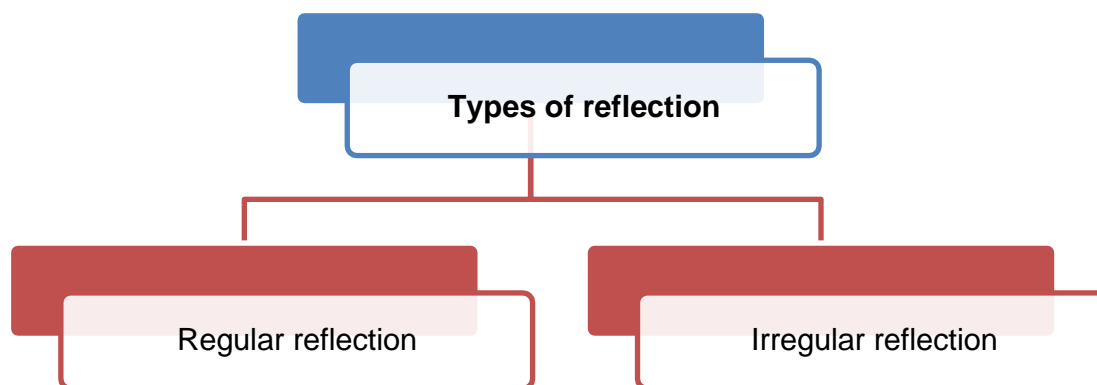 Types of reflection
Regular reflection
Irregular reflection